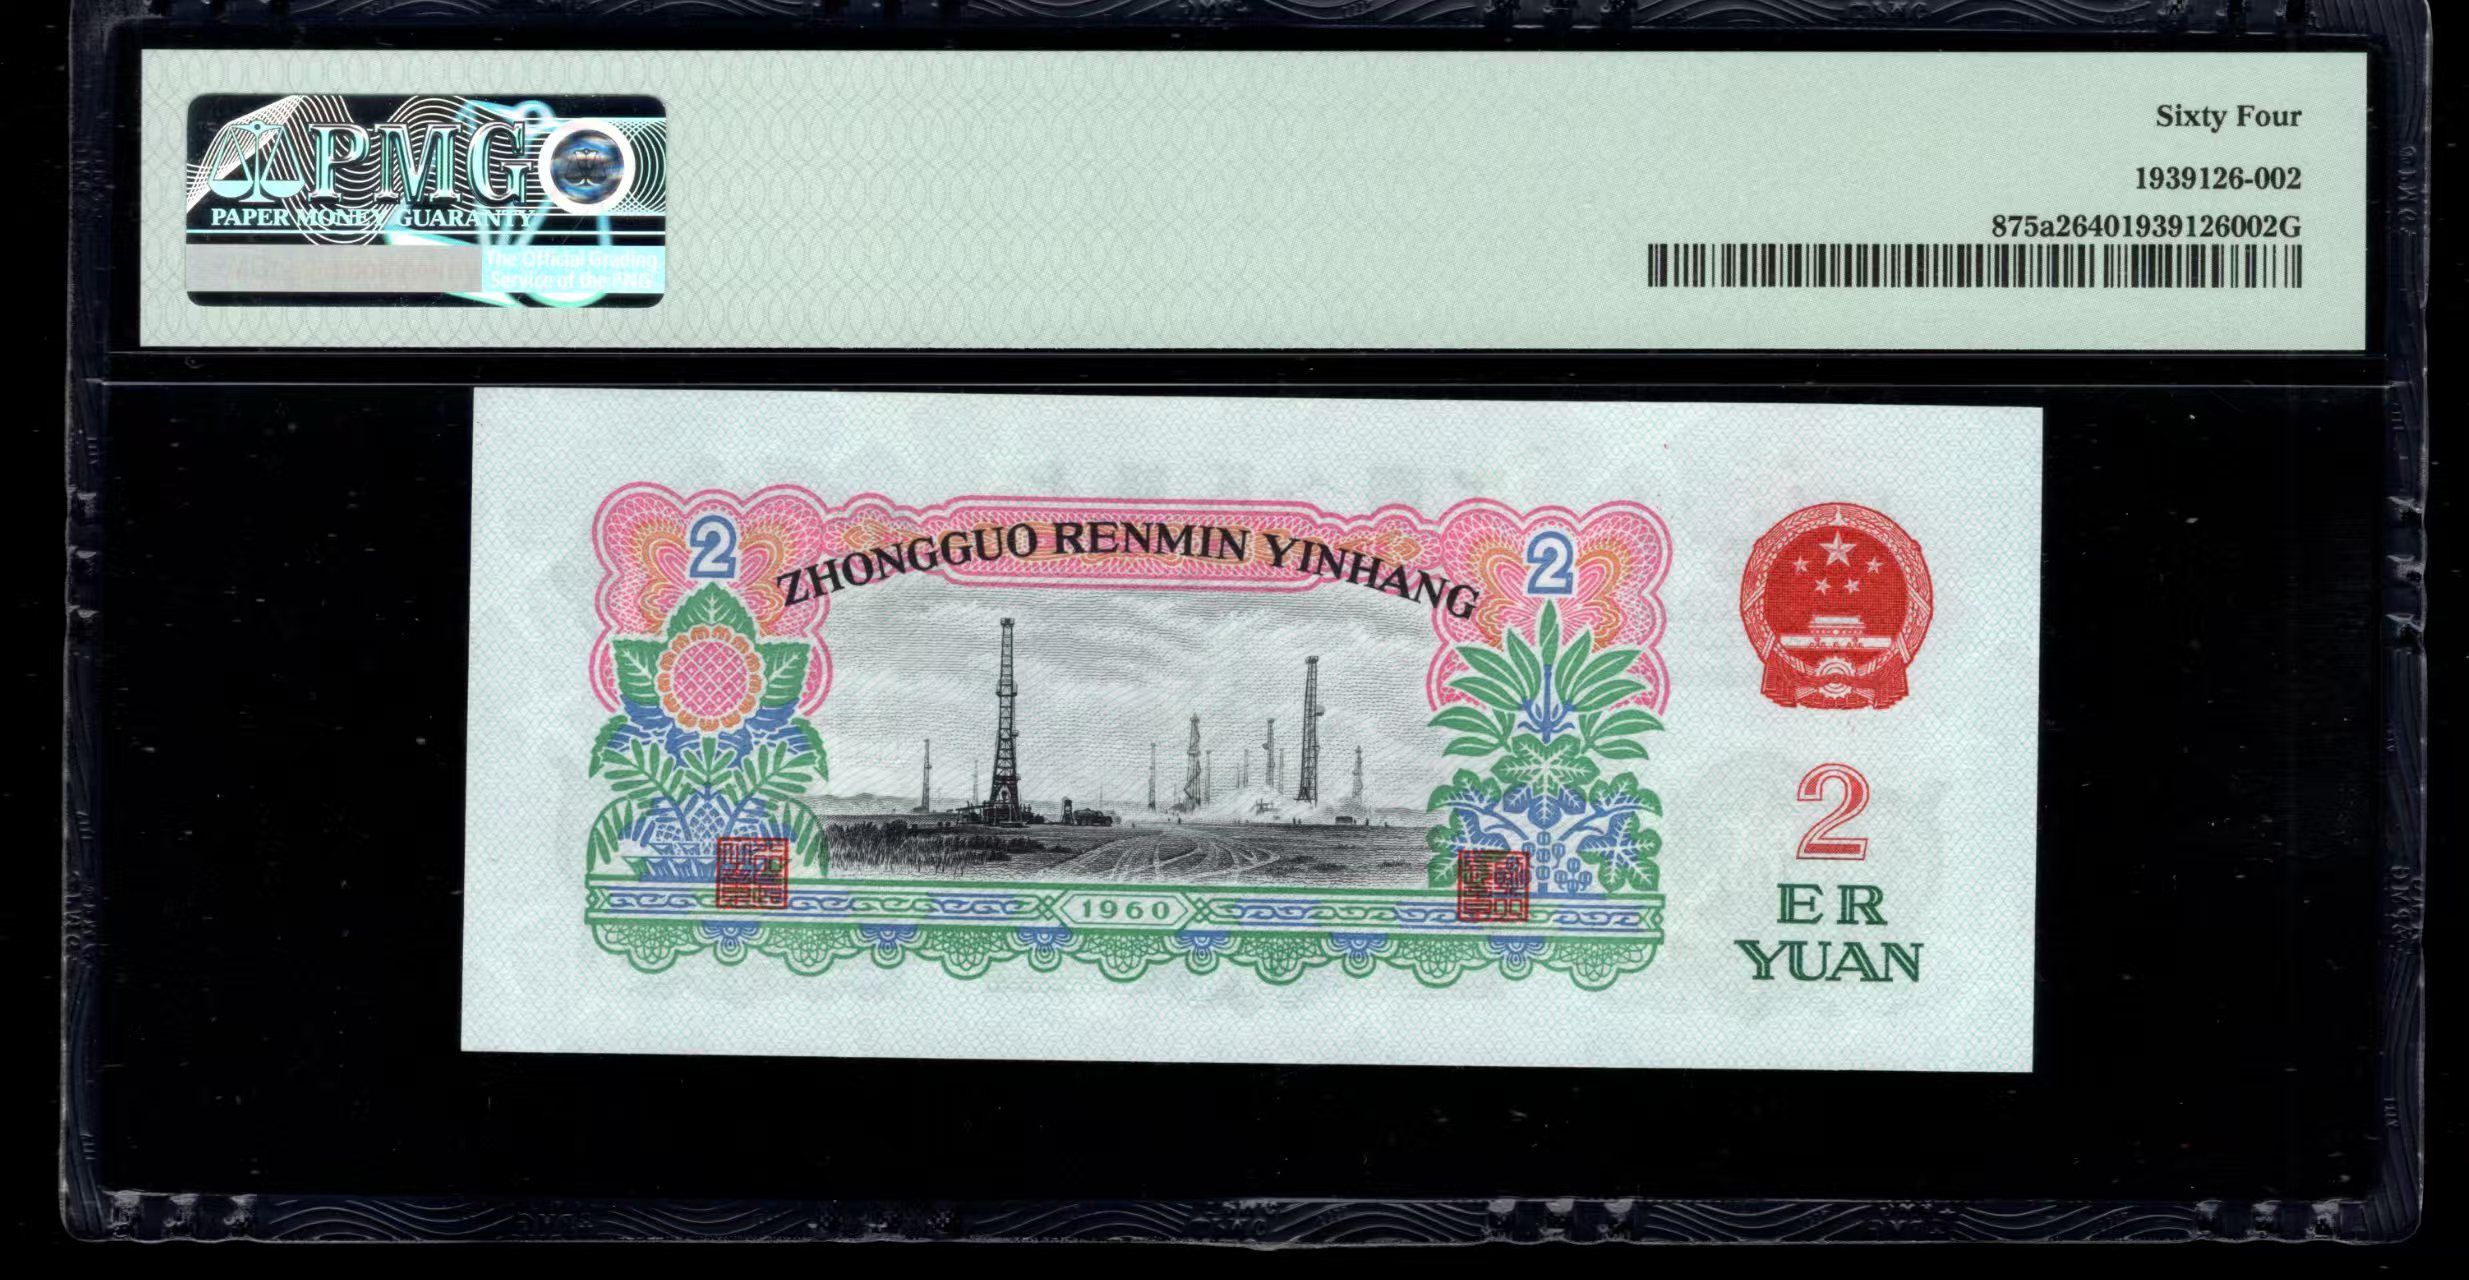 PMG
PAPER MONEY GUARANTY
The Official Grading
Service of the PNG
Sixty Four
1939126-002
875a26401939126002G
2
ZHONGGUO RENMIN YINHANG
2
1960
2
ER
YUAN